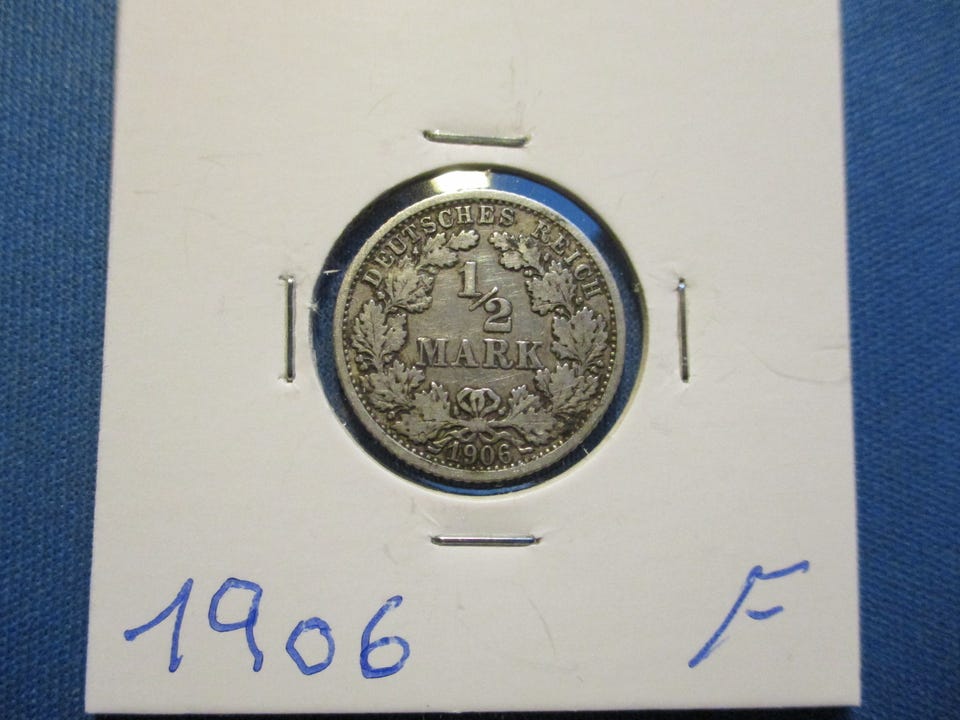 DEUTSCHES REICH
1/2
MARK
1906
1906 F